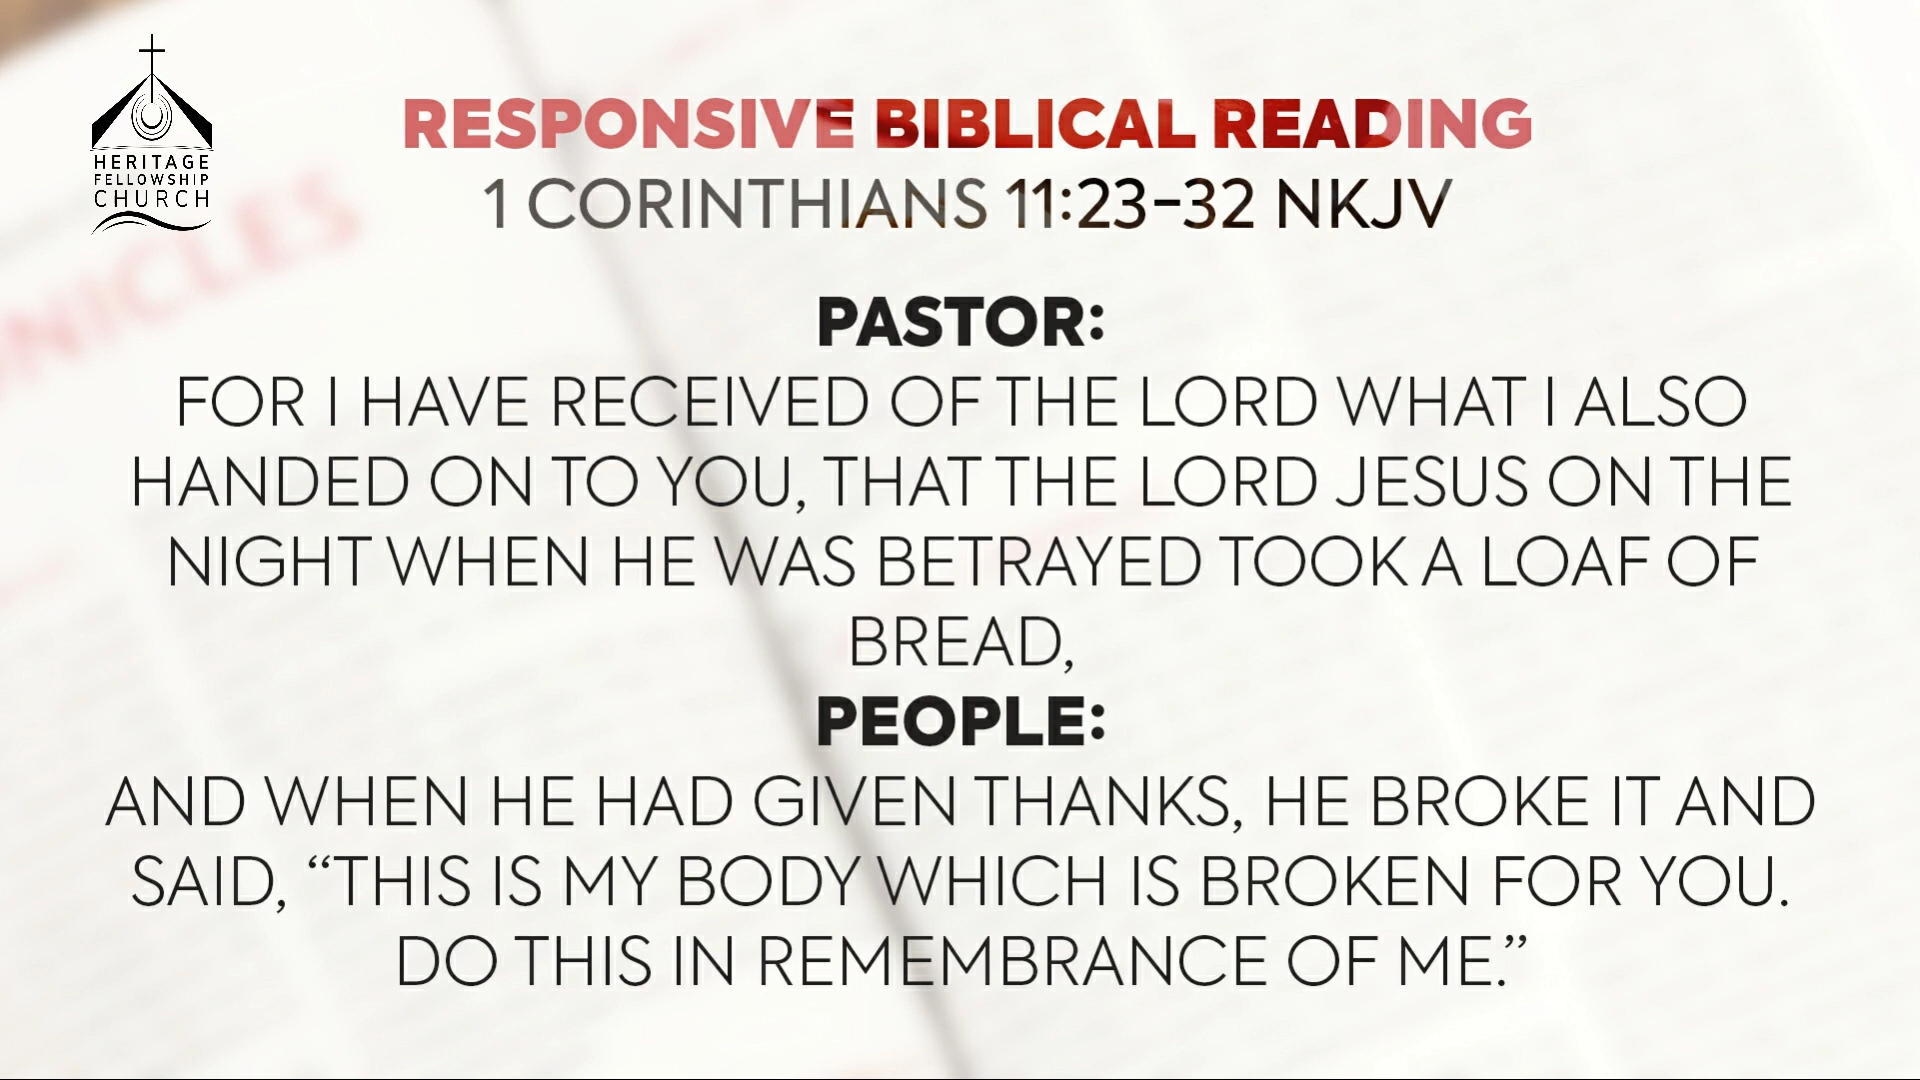 HERITAGE
FELLOWSHIP
CHURCH
RESPONSIVE BIBLICAL READING
1 CORINTHIANS 11:23-32 NKJV
PASTOR:
FOR I HAVE RECEIVED OF THE LORD WHAT I ALSO
HANDED ON TO YOU, THAT THE LORD JESUS ON THE
NIGHT WHEN HE WAS BETRAYED TOOK A LOAF OF
BREAD,
PEOPLE:
AND WHEN HE HAD GIVEN THANKS, HE BROKE IT AND
SAID, “THIS IS MY BODY WHICH IS BROKEN FOR YOU.
DO THIS IN REMEMBRANCE OF ME.”
NICLES